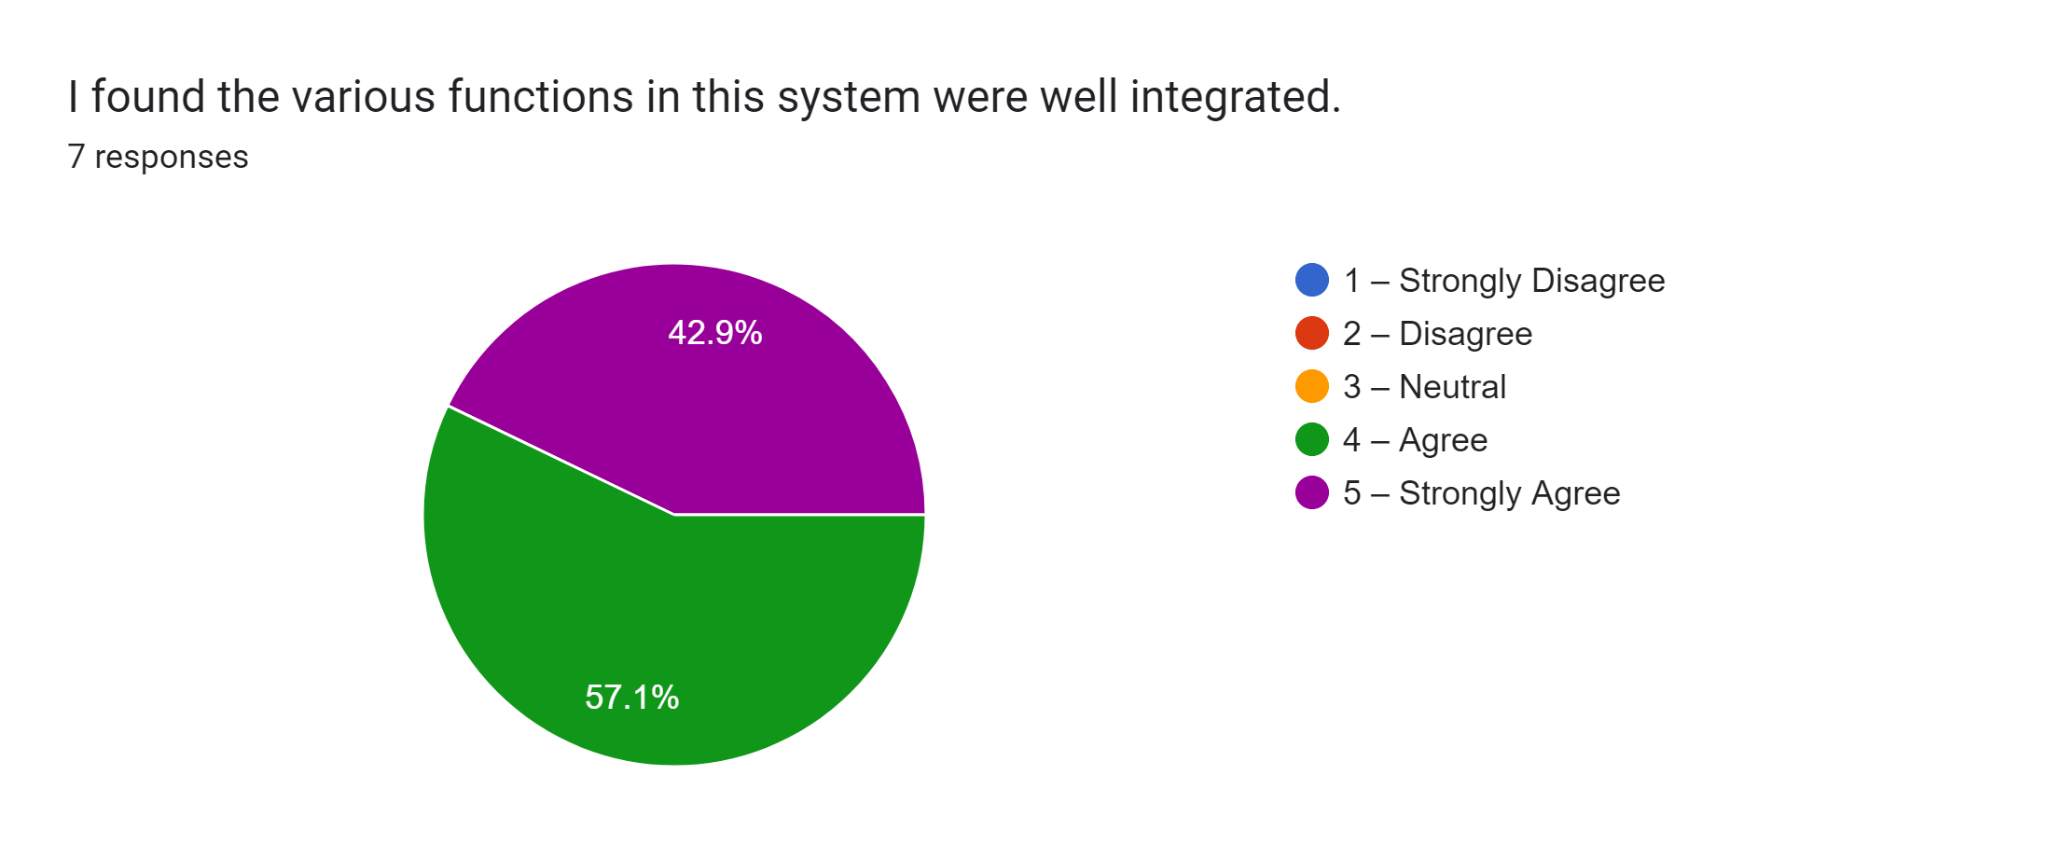 I found the various functions in this system were well integrated.
7 responses
42.9%
57.1%
1 – Strongly Disagree
2 – Disagree
3 – Neutral
4 – Agree
5 – Strongly Agree